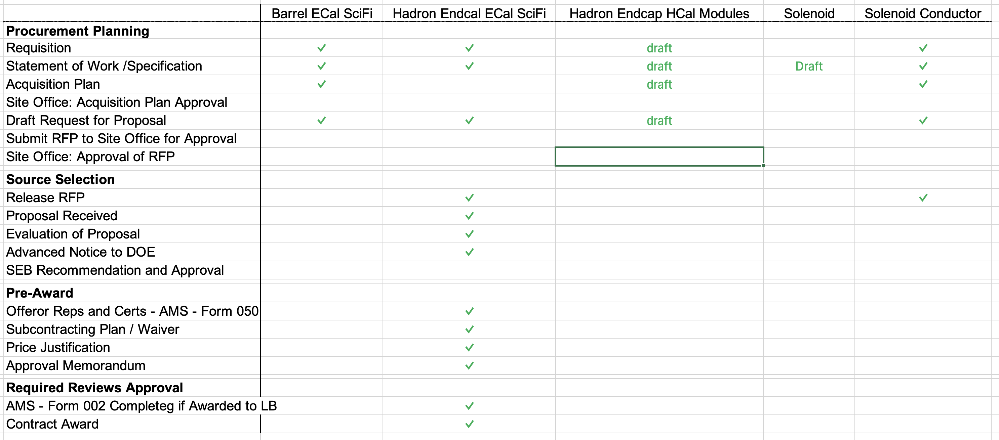 Barrel ECal SciFi Hadron Endcal ECal SciFi Hadron Endcap HCal Modules Solenoid Solenoid Conductor
Procurement Planning
Requisition ✓ ✓ draft ✓
Statement of Work /Specification ✓ ✓ draft Draft ✓
Acquisition Plan ✓ draft ✓
Site Office: Acquisition Plan Approval
Draft Request for Proposal ✓ ✓ draft ✓
Submit RFP to Site Office for Approval
Site Office: Approval of RFP
Source Selection
Release RFP ✓ ✓
Proposal Received ✓
Evaluation of Proposal ✓
Advanced Notice to DOE ✓
SEB Recommendation and Approval
Pre-Award
Offeror Reps and Certs - AMS - Form 050 ✓
Subcontracting Plan / Waiver ✓
Price Justification ✓
Approval Memorandum ✓
Required Reviews Approval
AMS - Form 002 Completeg if Awarded to LB ✓
Contract Award ✓